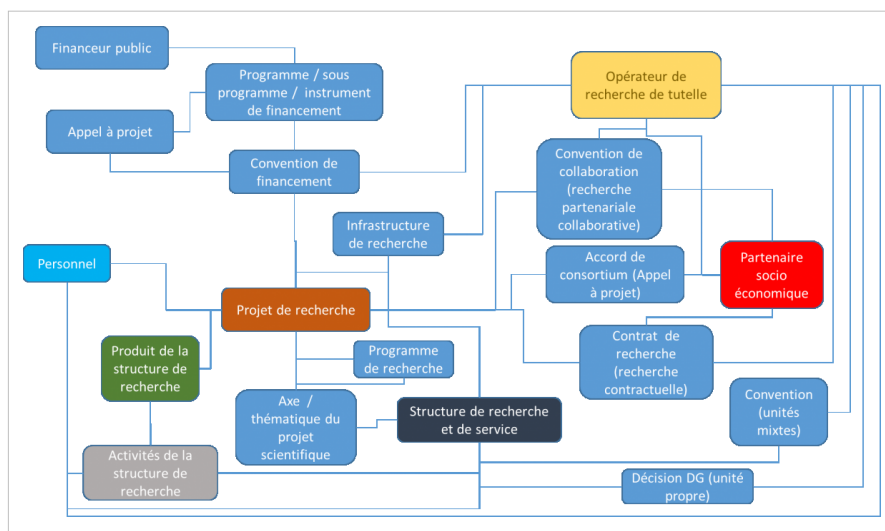 Financeur public
Programme / sous
programme / instrument
de financement
Opérateur de
recherche de tutelle
Appel à projet
Convention de
financement
Convention de
collaboration
(recherche
partenariale
collaborative)
Infrastructure
de recherche
Personnel
Accord de
consortium (Appel
à projet)
Partenaire
socio
économique
Projet de recherche
Produit de la
structure de
recherche
Programme
de recherche
Contrat de
recherche
(recherche
contractuelle)
Axe /
thématique du
projet
scientifique
Structure de recherche
et de service
Convention
(unités
mixtes)
Activités de la
structure de
recherche
Décision DG (unité
propre)